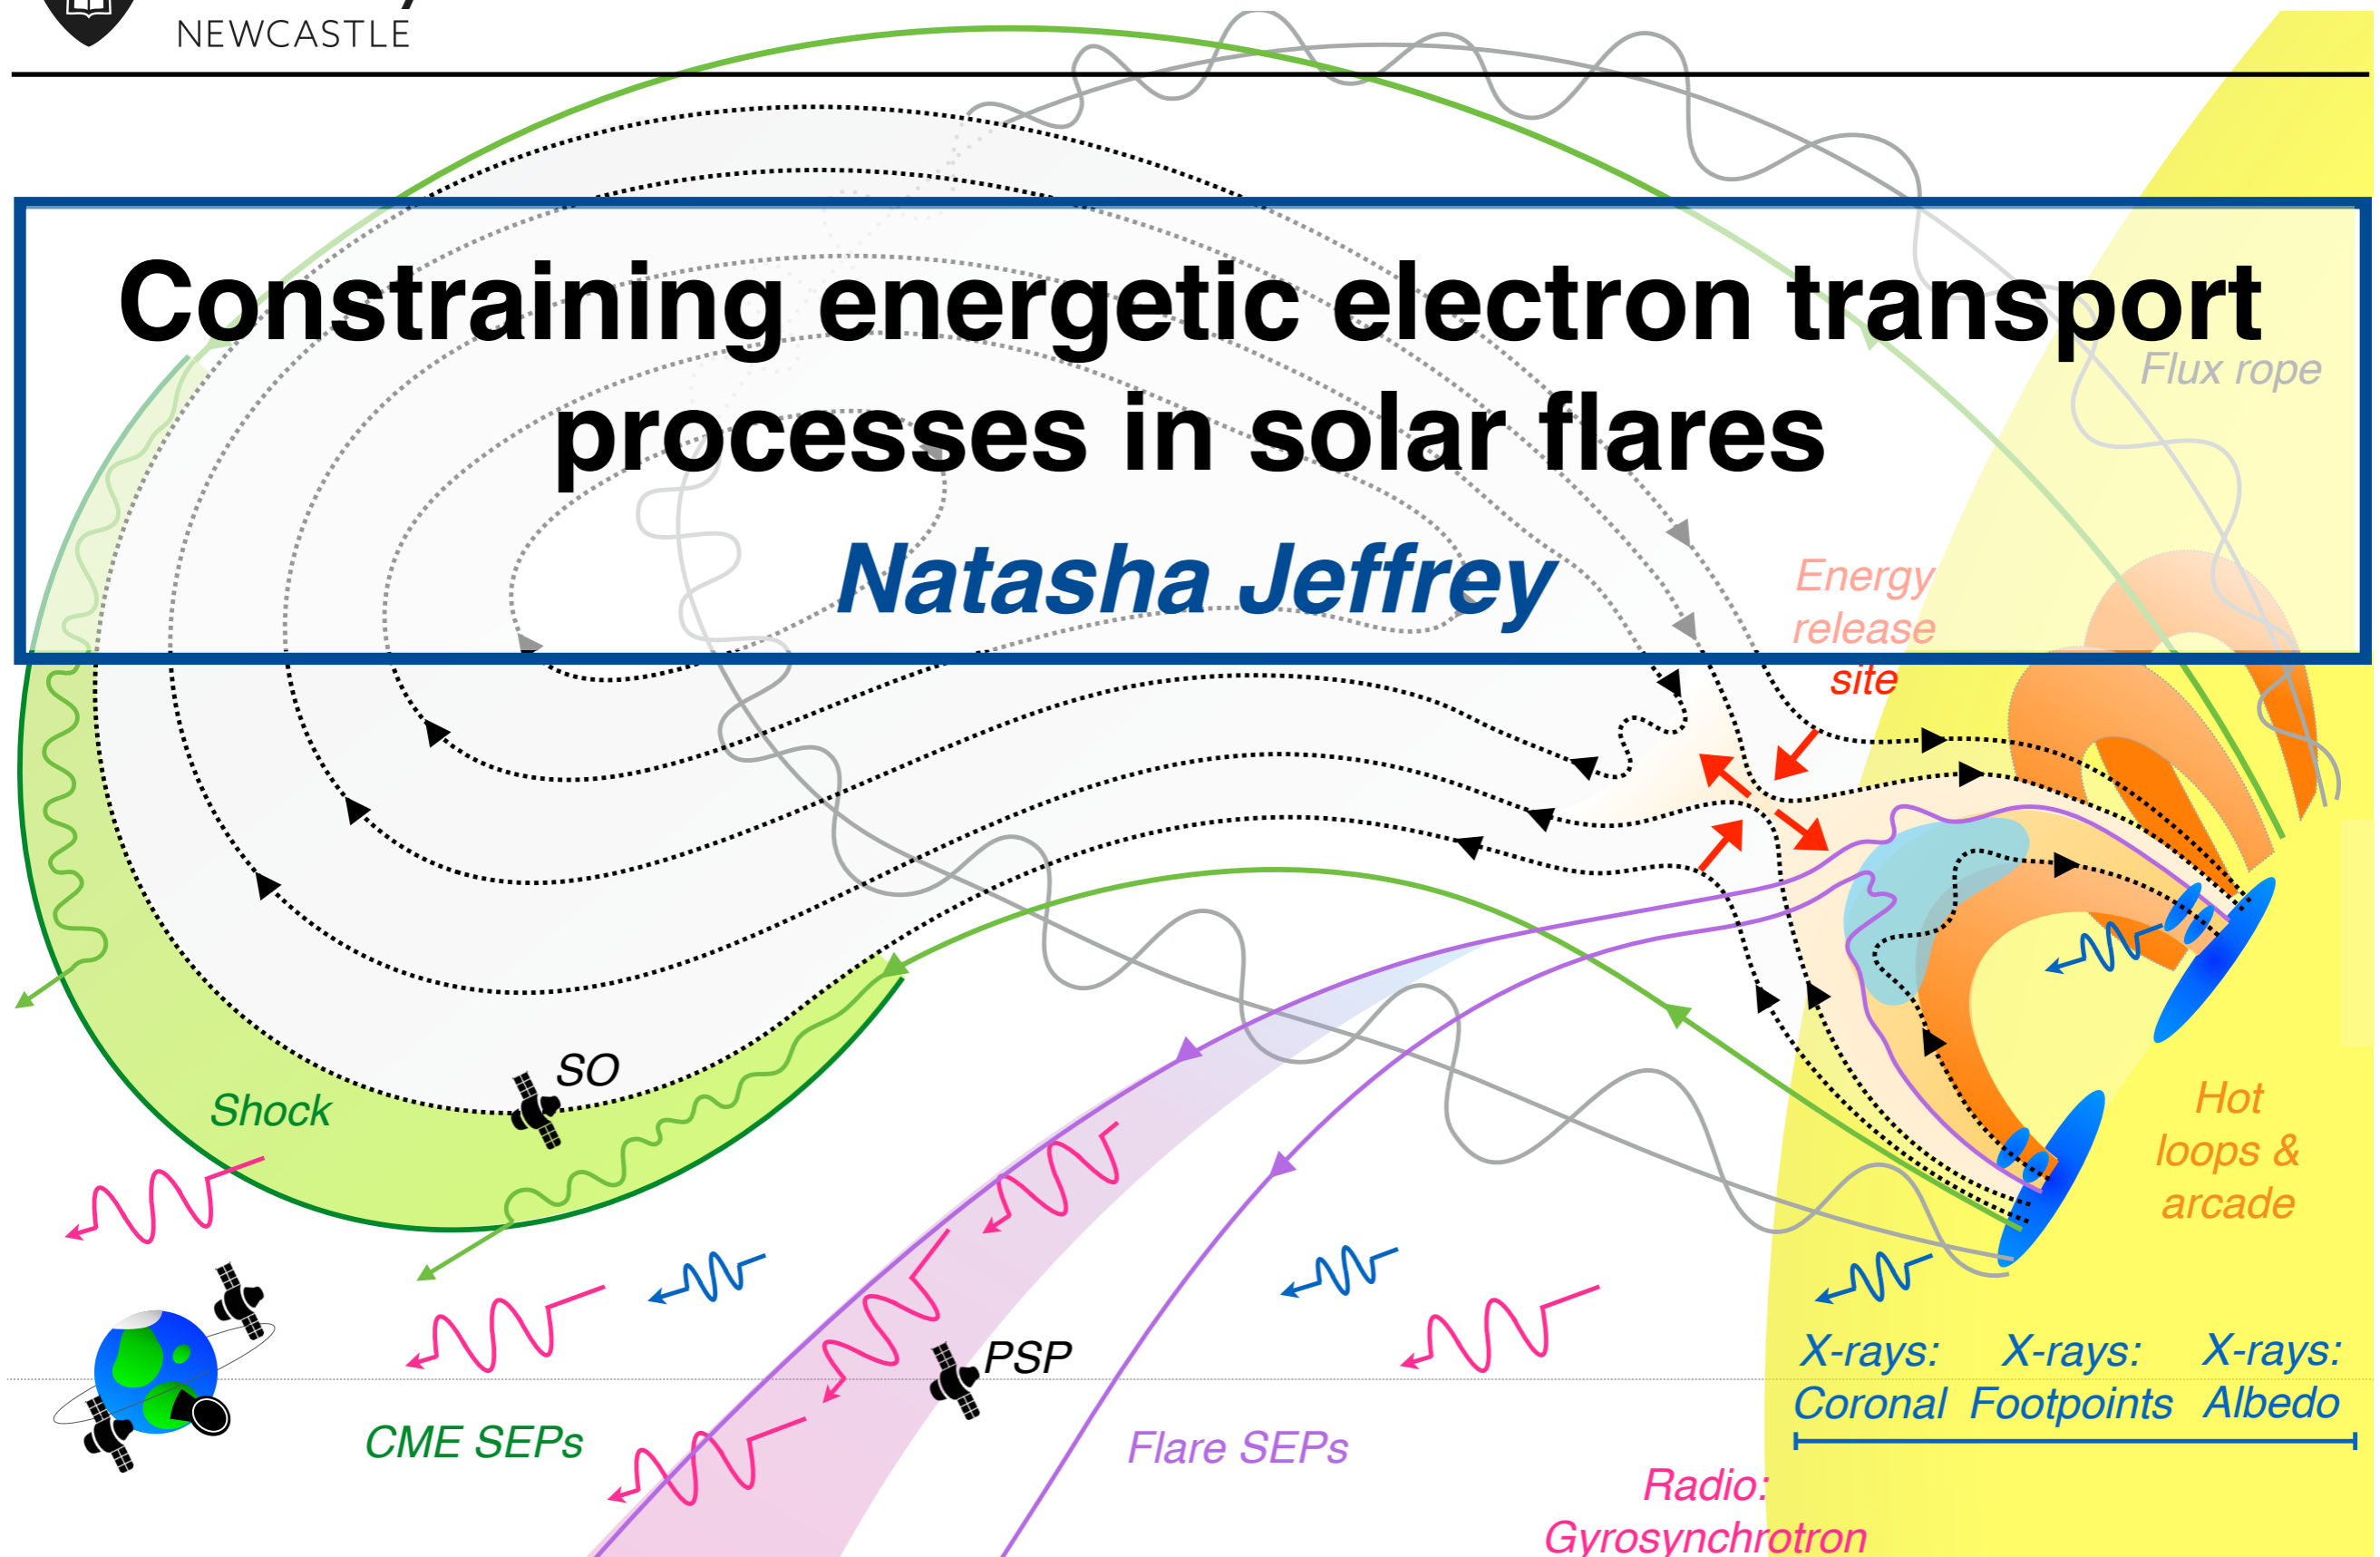 NEWCASTLE
Constraining energetic electron transport
processes in solar flares
Natasha Jeffrey
Flux rope
Energy
release
site
SO
Shock
Hot
loops &
arcade
PSP
X-rays:
Coronal
X-rays:
Footpoints
X-rays:
Albedo
CME SEPs
Flare SEPs
Radio:
Gyrosynchrotron